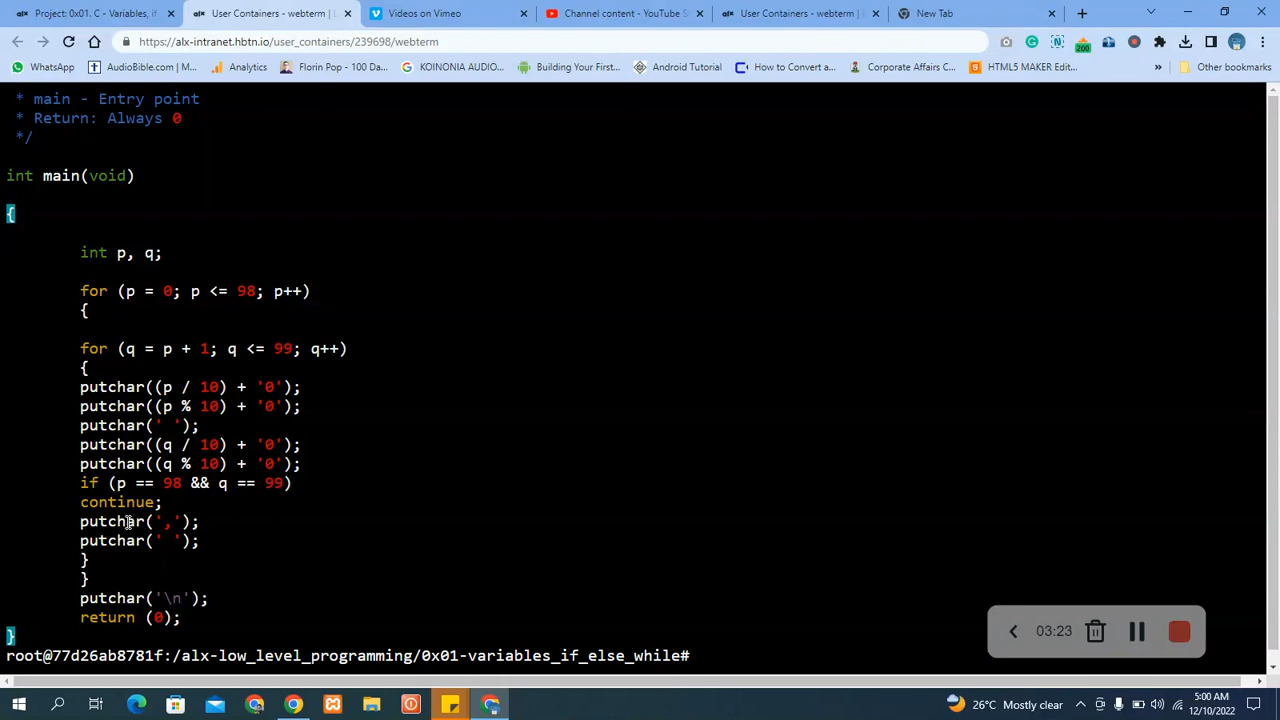 Project: 0x01. C - Variables, if
User Containers - webterm |
Videos on Vimeo
Channel content - YouTube S
User Containers - webterm |
New Tab
https://alx-intranet.hbtn.io/user_containers/239698/webterm
200
WhatsApp
AudioBible.com | M...
Analytics
Florin Pop - 100 Da...
KOINONIA AUDIO...
Building Your First...
Android Tutorial
How to Convert a...
Corporate Affairs C...
HTML5 MAKER Edit...
»
Other bookmarks
* main - Entry point
* Return: Always 0
*/
int main(void)
{
int p, q;
for (p = 0; p <= 98; p++)
{
for (q = p + 1; q <= 99; q++)
{
putchar((p / 10) + '0');
putchar((p % 10) + '0');
putchar(' ');
putchar((q / 10) + '0');
putchar((q % 10) + '0');
if (p == 98 && q == 99)
continue;
putchar(',');
putchar(' ');
}
}
putchar('\n');
return (0);
}
root@77d26ab8781f:/alx-low_level_programming/0x01-variables_if_else_while#
03:23
26°C Mostly clear
5:00 AM
12/10/2022